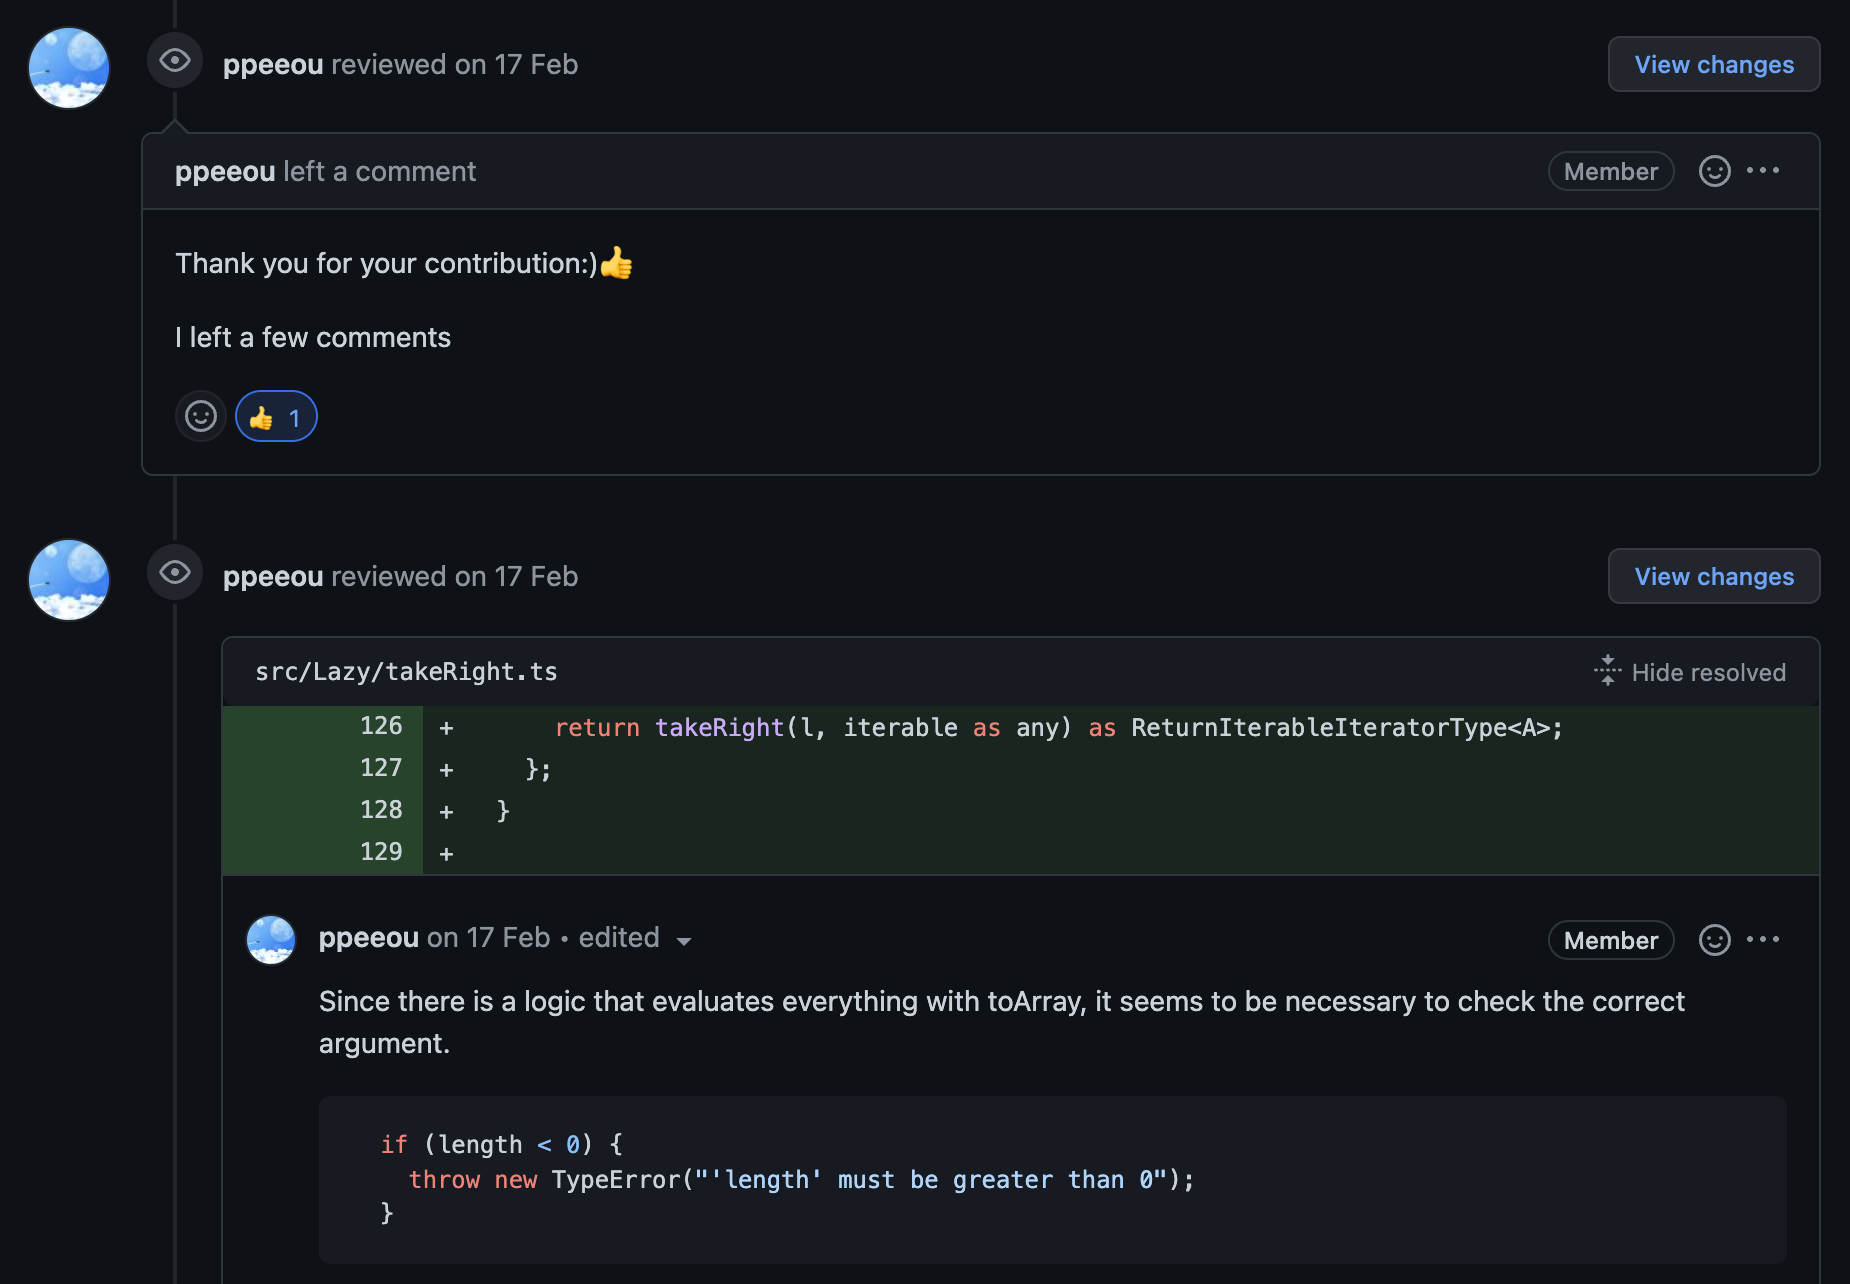 ppeeou reviewed on 17 Feb
View changes
ppeeou left a comment
Member
Thank you for your contribution:)👍
I left a few comments
👍 1
ppeeou reviewed on 17 Feb
View changes
src/Lazy/takeRight.ts
Hide resolved
126 + return takeRight(l, iterable as any) as ReturnIterableIteratorType<A>;
127 + };
128 + }
129 +
ppeeou on 17 Feb • edited
Member
Since there is a logic that evaluates everything with toArray, it seems to be necessary to check the correct
argument.
if (length < 0) {
throw new TypeError("'length' must be greater than 0");
}